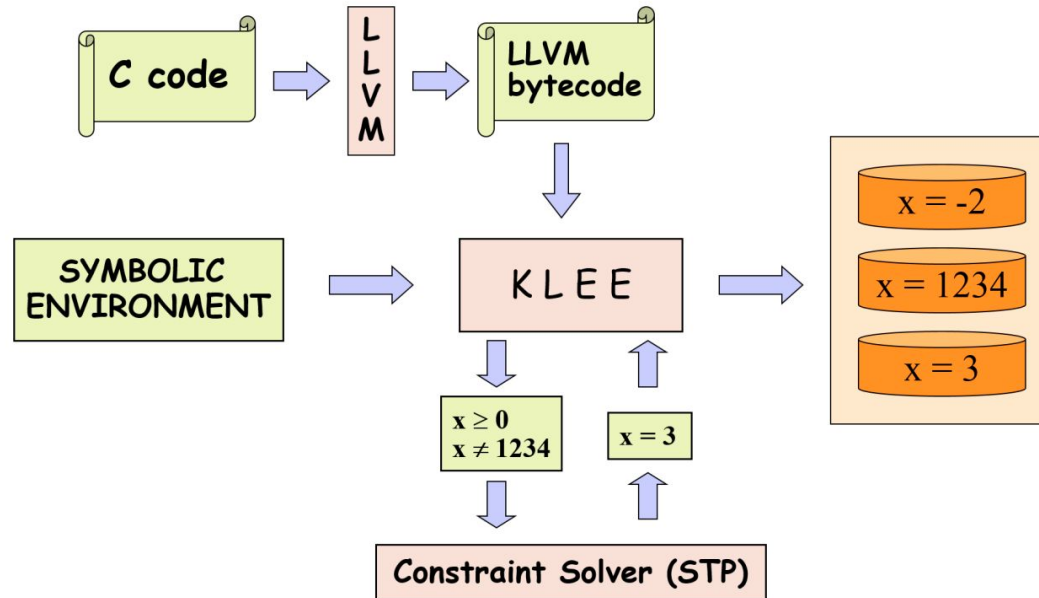 C code
L
L
V
M
LLVM
bytecode
SYMBOLIC
ENVIRONMENT
K L E E
x = -2
x = 1234
x = 3
x ≥ 0
x ≠ 1234
x = 3
Constraint Solver (STP)